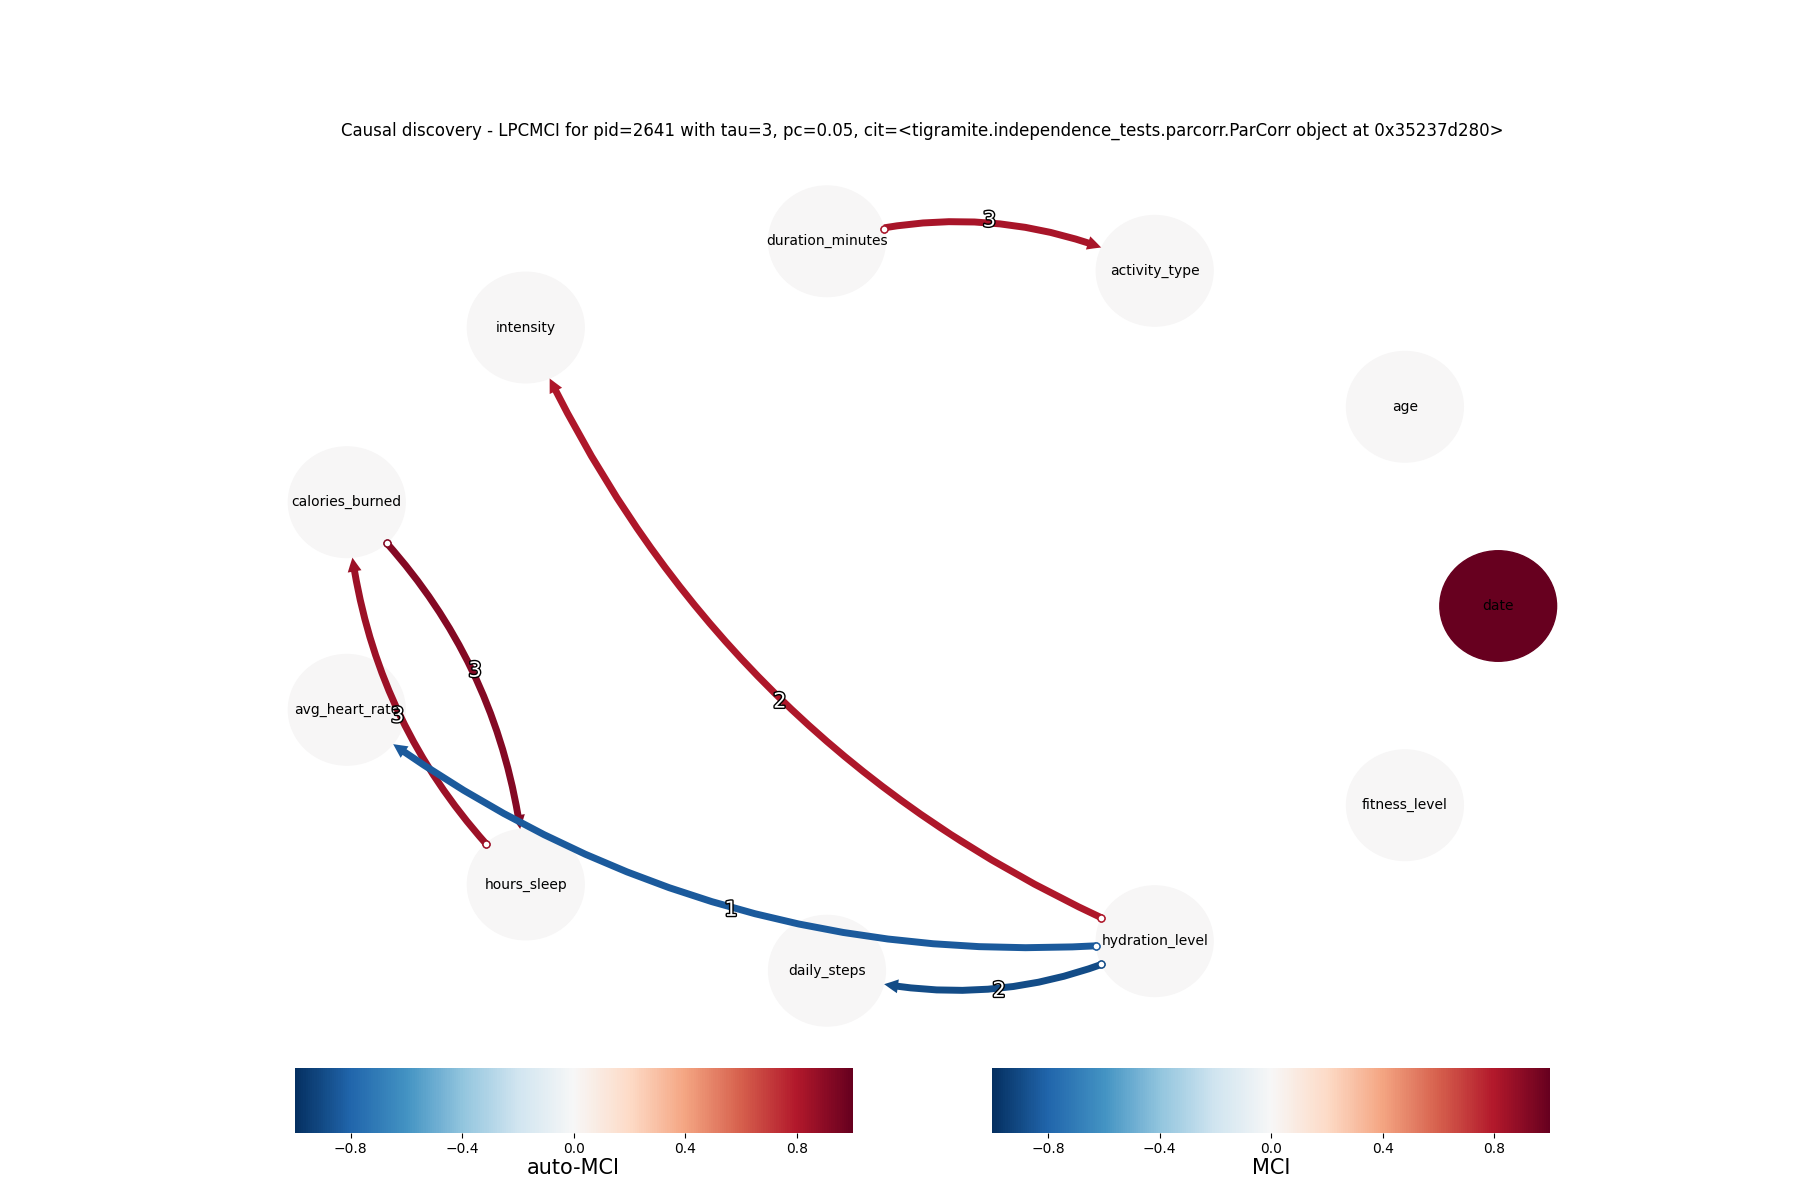 Causal discovery - LPCMCI for pid=2641 with tau=3, pc=0.05, cit=<tigramite.independence_tests.parcorr.ParCorr object at 0x35237d280>
3
duration_minutes
activity_type
intensity
age
calories_burned
date
3
2
avg_heart_rate
3
fitness_level
hours_sleep
1
hydration_level
daily_steps
2
−0.8 −0.4 0.0 0.4 0.8
auto-MCI
−0.8 −0.4 0.0 0.4 0.8
MCI